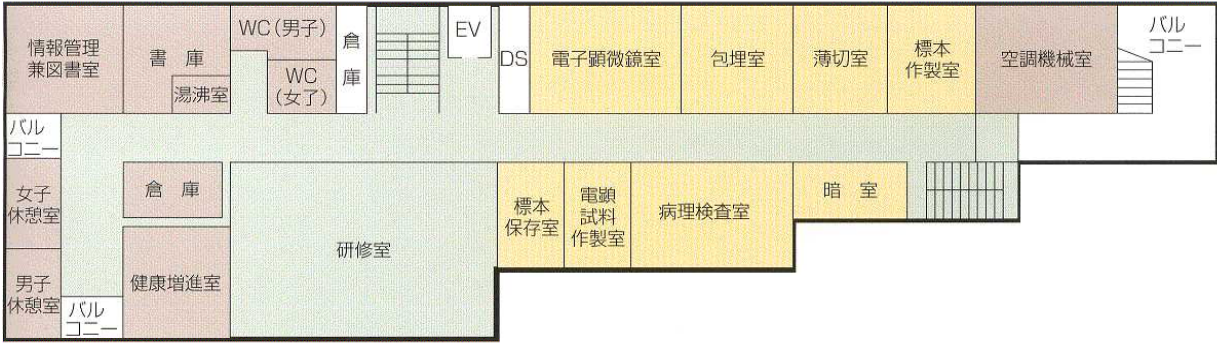 情報管理
兼図書室
書 庫
湯沸室
WC(男子)
WC
(女了)
倉
庫
EV
DS
電子顕微鏡室
包埋室
薄切室
標本
作製室
空調機械室
バル
コニー
バル
コニー
女子
休憩室
男子
休憩室
バル
コニー
倉 庫
健康増進室
研修室
標本
保存室
電顕
試料
作製室
病理検査室
暗 室